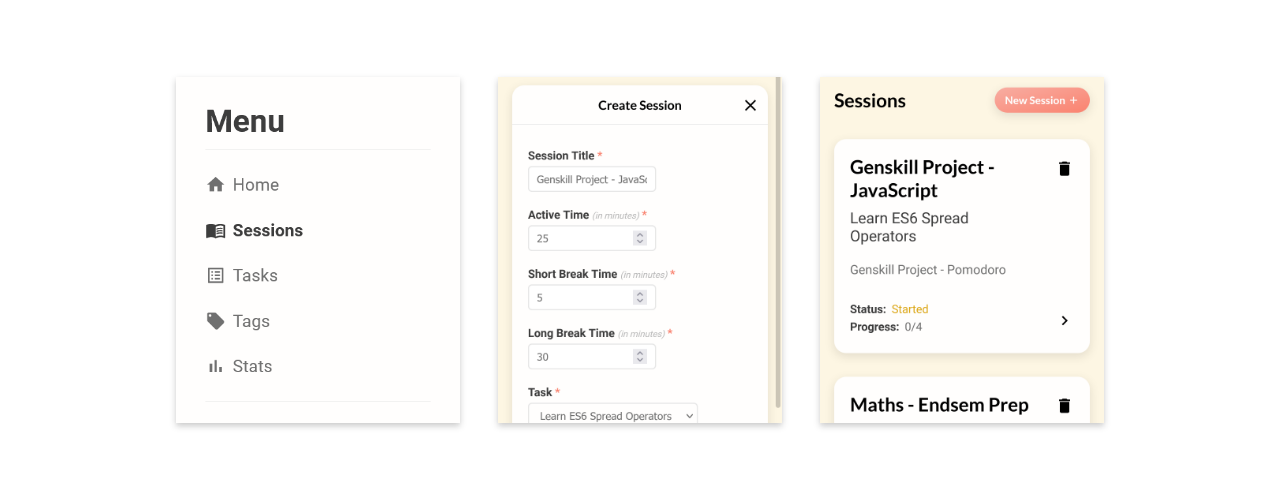 Menu
Home
Sessions
Tasks
Tags
Stats
Create Session
Session Title *
Genskill Project - JavaSc
Active Time (in minutes) *
25
Short Break Time (in minutes) *
5
Long Break Time (in minutes) *
30
Task *
Learn ES6 Spread Operators
Sessions
New Session +
Genskill Project -
JavaScript
Learn ES6 Spread
Operators
Genskill Project - Pomodoro
Status: Started
Progress: 0/4
Maths - Endsem Prep